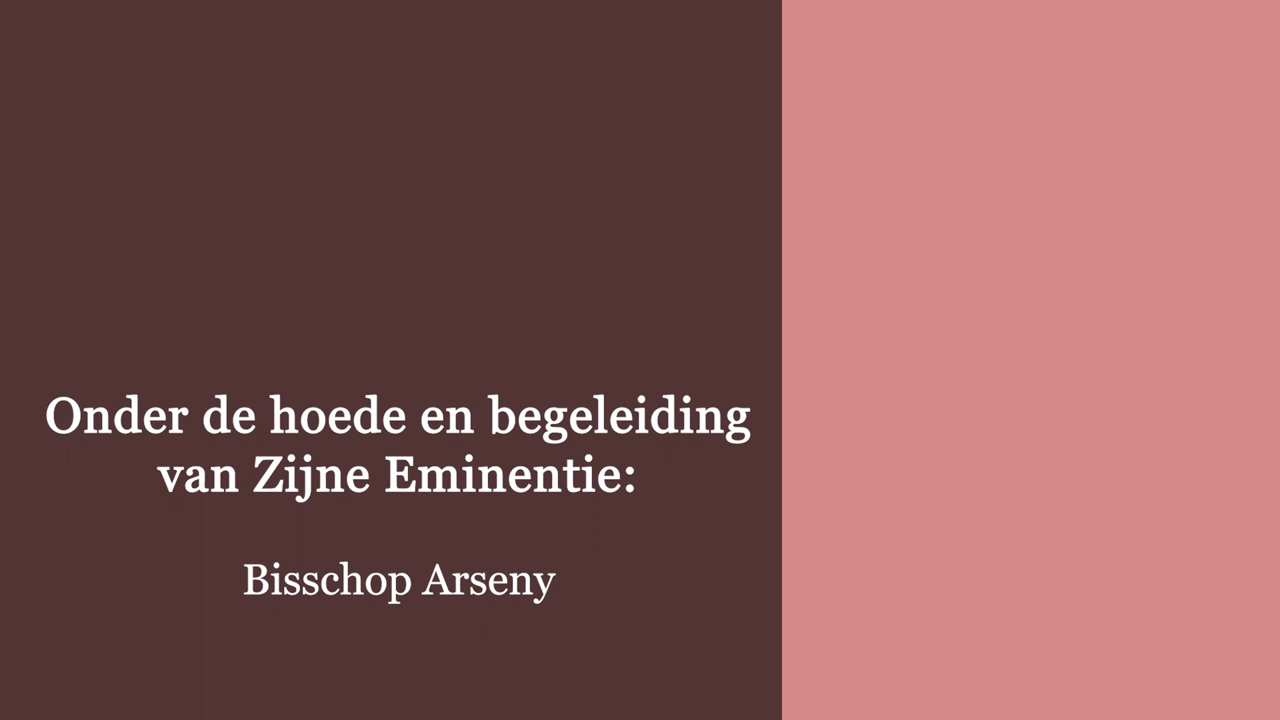 Onder de hoede en begeleiding
van Zijne Eminentie:
Bisschop Arseny